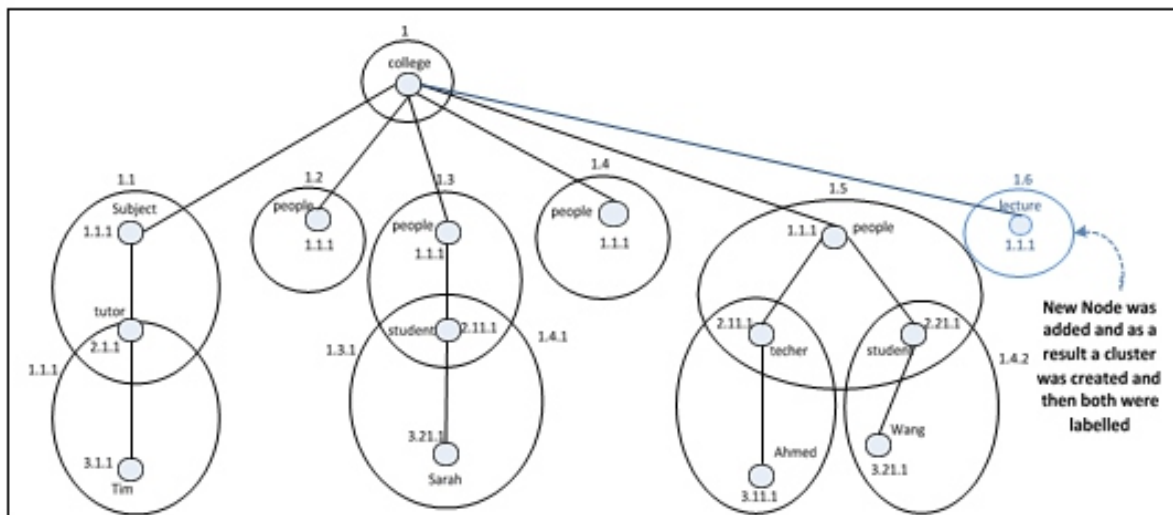 1
college
1.1
1.2
1.3
1.4
1.5
1.6
Subject
people
people
people
people
lecture
1.1.1
1.1.1
1.1.1
1.1.1
1.1.1
1.1.1
New Node was
added and as a
result a cluster
was created and
then both were
labelled
tutor
2.1.1
student
2.11.1
2.11.1
techer
2.21.1
student
1.1.1
1.3.1
1.4.1
1.4.2
3.1.1
Tim
3.21.1
Sarah
Ahmed
3.11.1
Wang
3.21.1